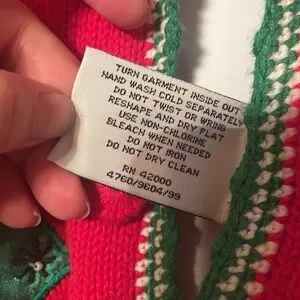 TURN GARMENT INSIDE OUT
HAND WASH COLD SEPARATELY
DO NOT TWIST OR WRING
RESHAPE AND DRY FLAT
USE NON-CHLORINE
BLEACH WHEN NEEDED
DO NOT IRON
DO NOT DRY CLEAN
RN 42000
4760/9604/99